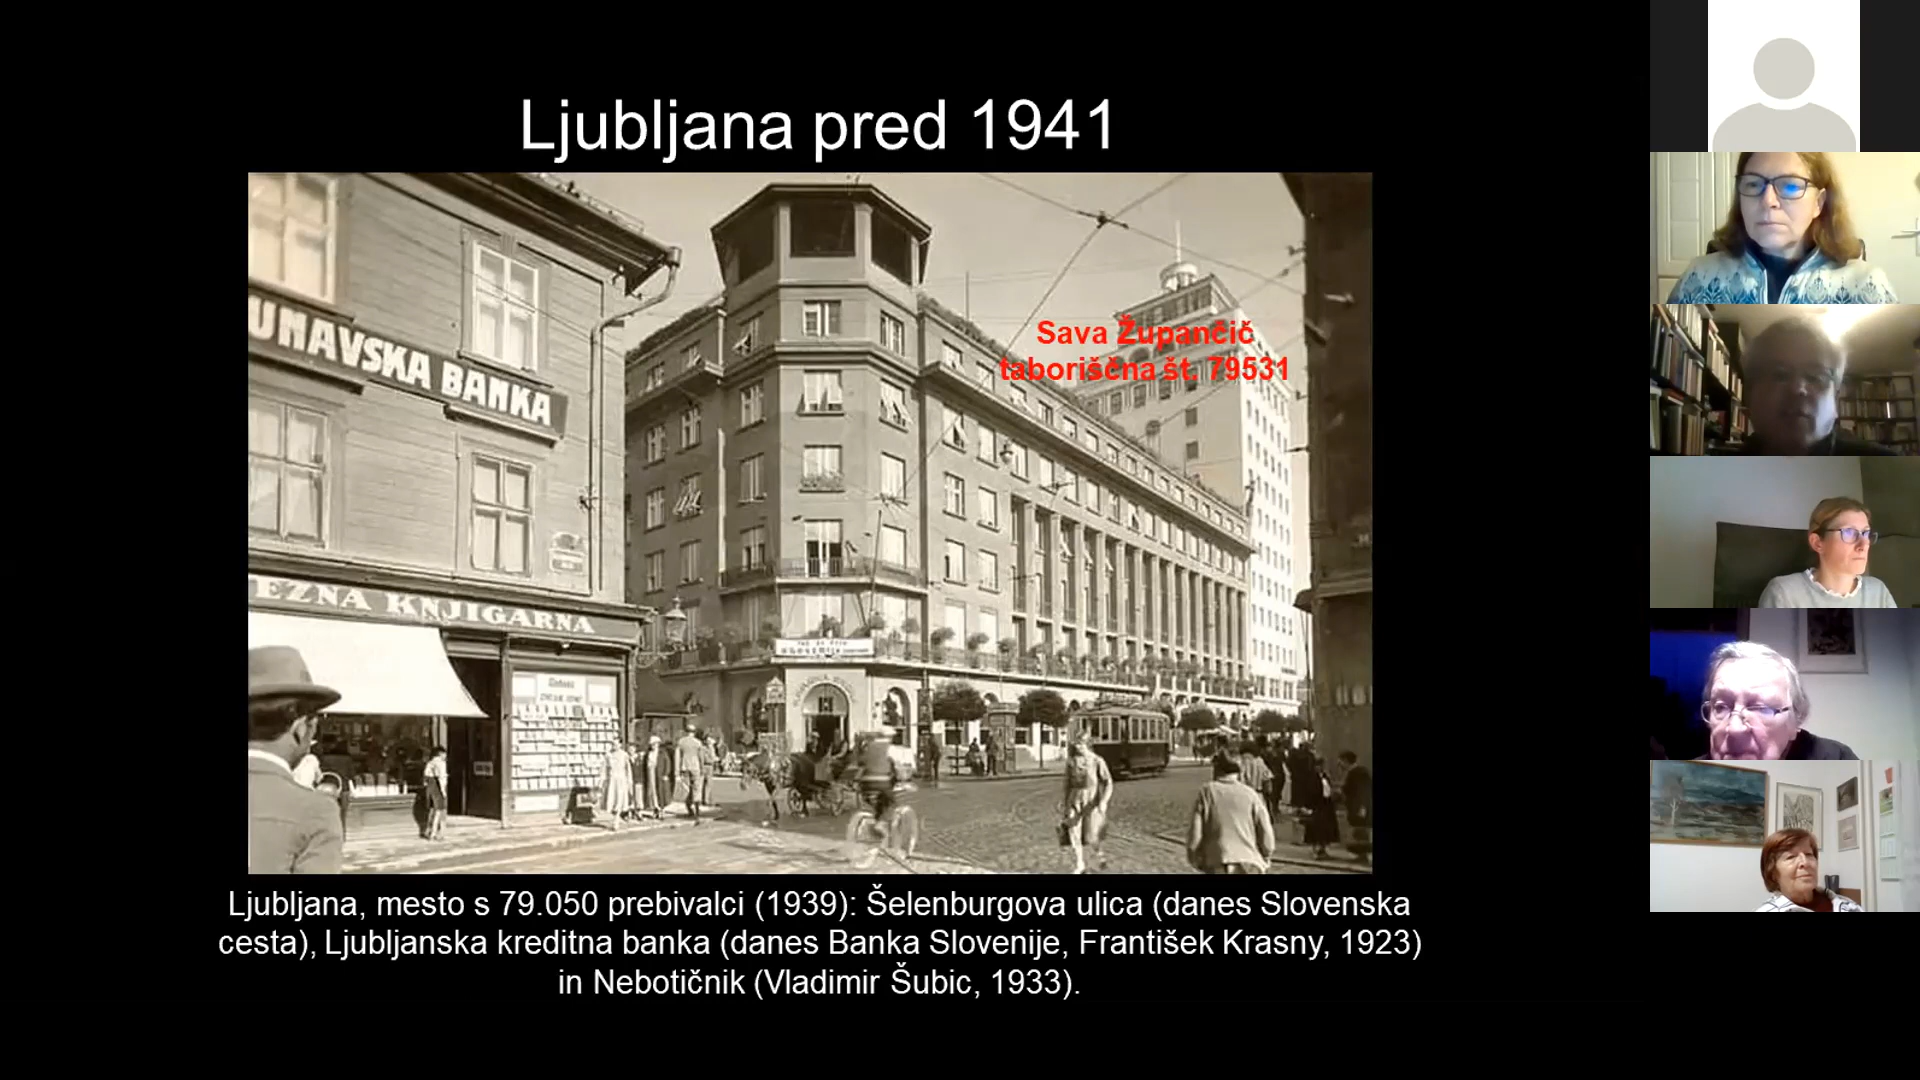 Ljubljana pred 1941
UNAVSKA BANKA
EZNA KNJIGARNA
Sava Župančič
taboriščna št. 79531
Ljubljana, mesto s 79.050 prebivalci (1939): Šelenburgova ulica (danes Slovenska
cesta), Ljubljanska kreditna banka (danes Banka Slovenije, František Krasny, 1923)
in Nebotičnik (Vladimir Šubic, 1933).